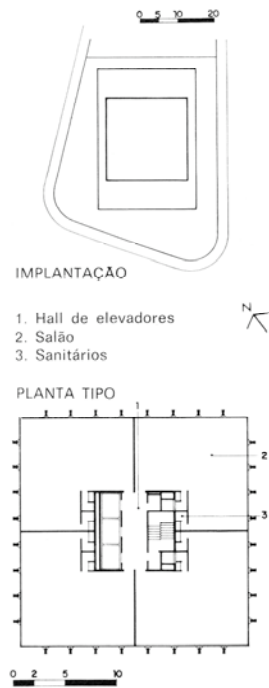 0 5 10 20
IMPLANTAÇÃO
N
1. Hall de elevadores
2. Salão
3. Sanitários
PLANTA TIPO
1
2
3
0 2 5 10